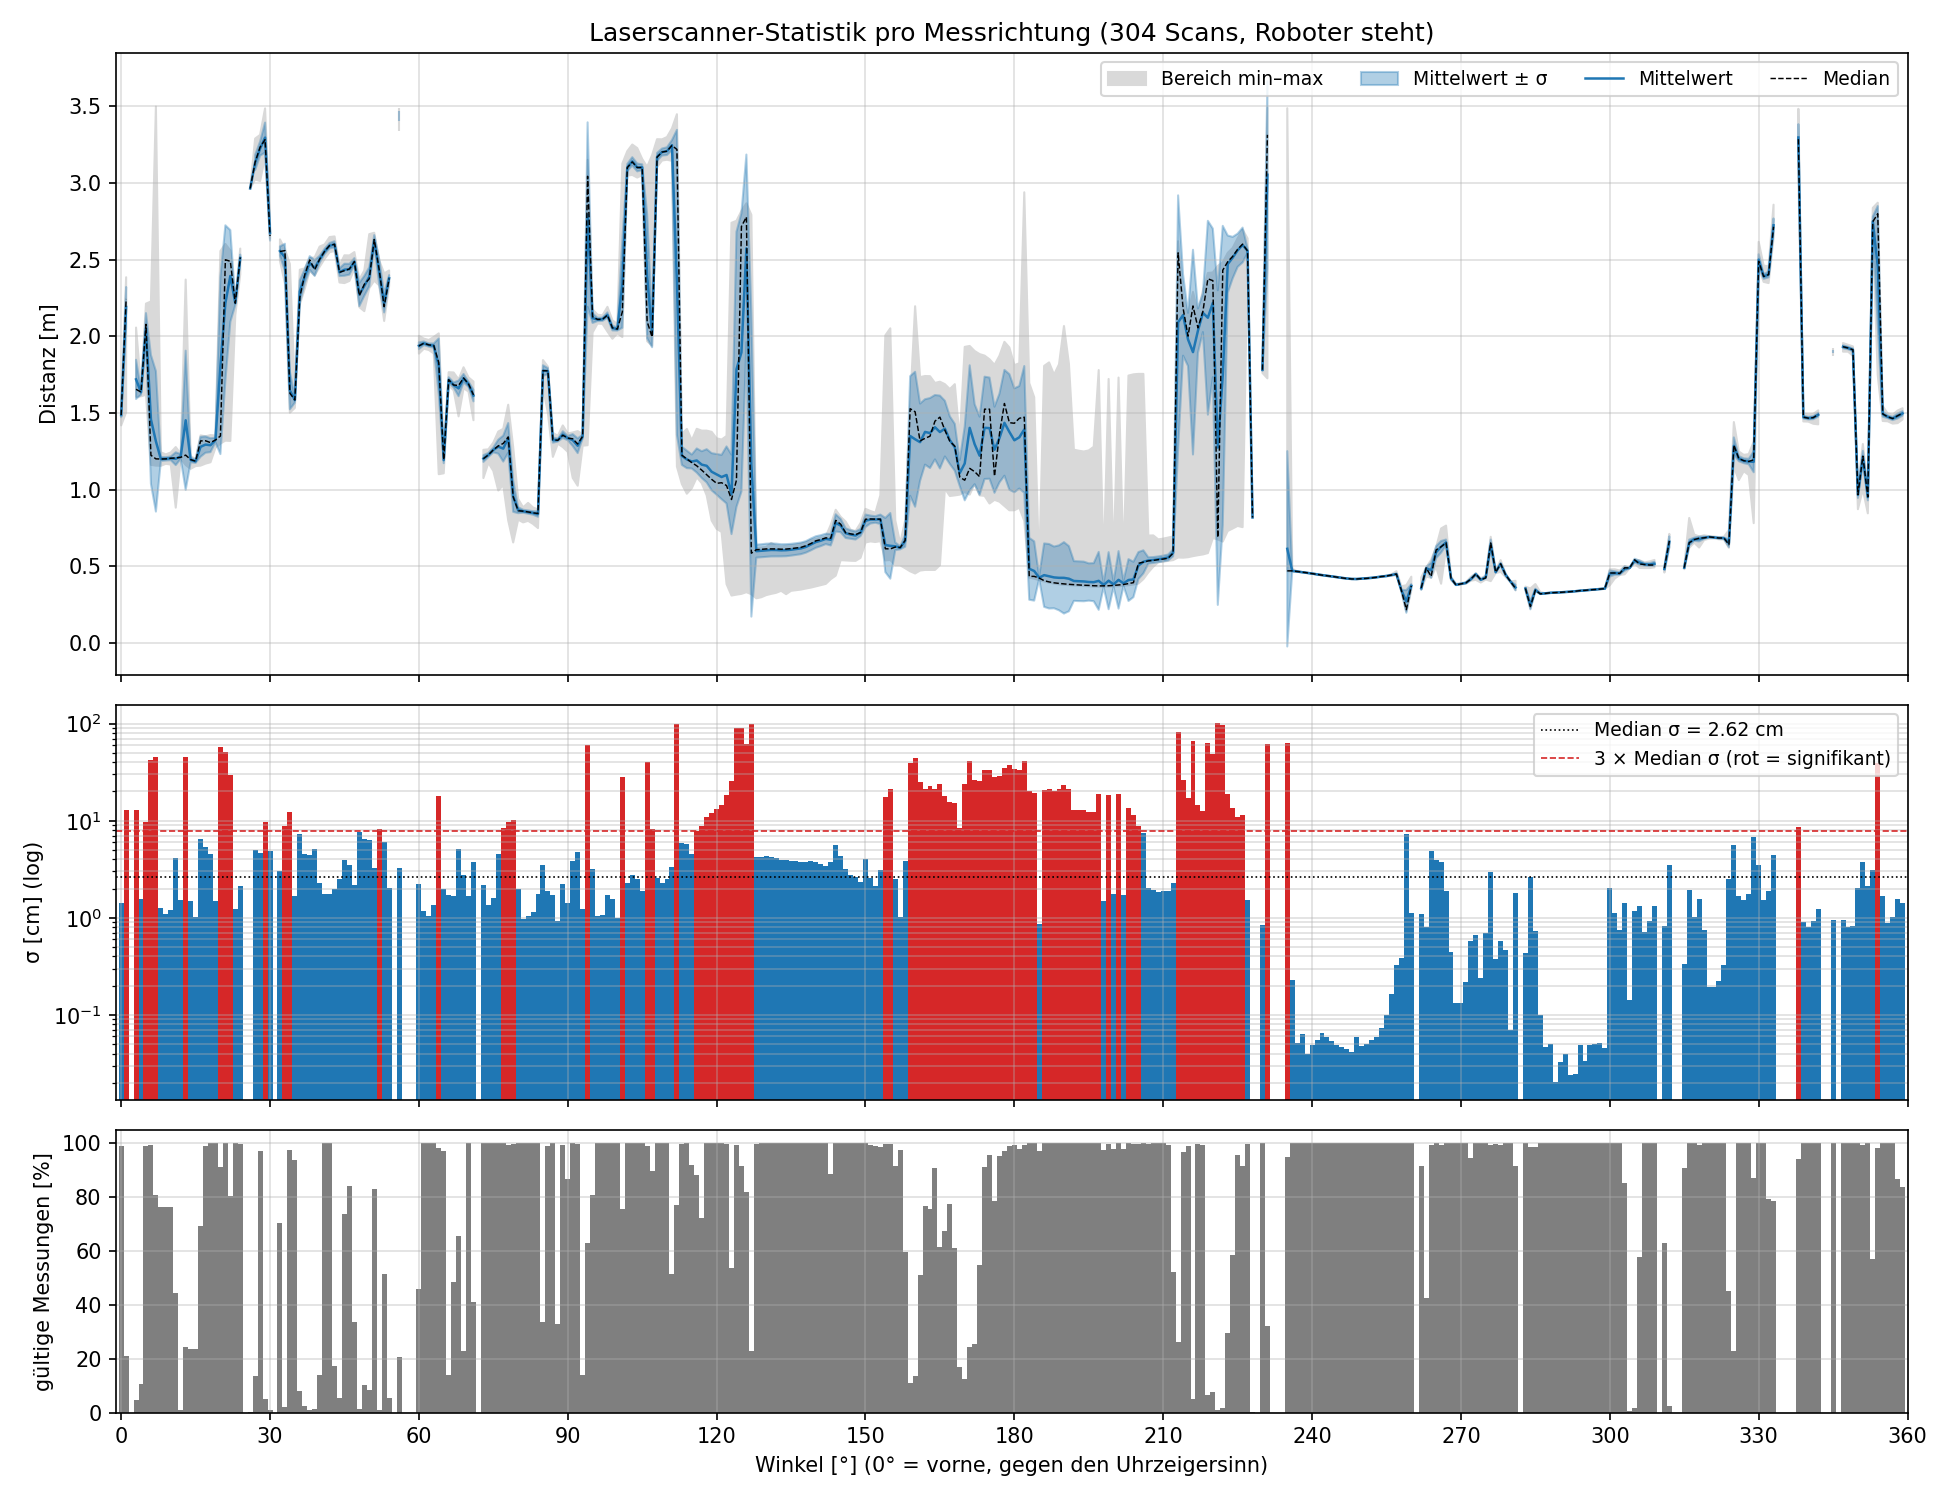 Laserscanner-Statistik pro Messrichtung (304 Scans, Roboter steht)
Bereich min–max
Mittelwert ± σ
Mittelwert
Median
Distanz [m]
3.5
3.0
2.5
2.0
1.5
1.0
0.5
0.0
σ [cm] (log)
10²
10¹
10⁰
10⁻¹
Median σ = 2.62 cm
3 × Median σ (rot = signifikant)
gültige Messungen [%]
100
80
60
40
20
0
0 30 60 90 120 150 180 210 240 270 300 330 360
Winkel [°] (0° = vorne, gegen den Uhrzeigersinn)